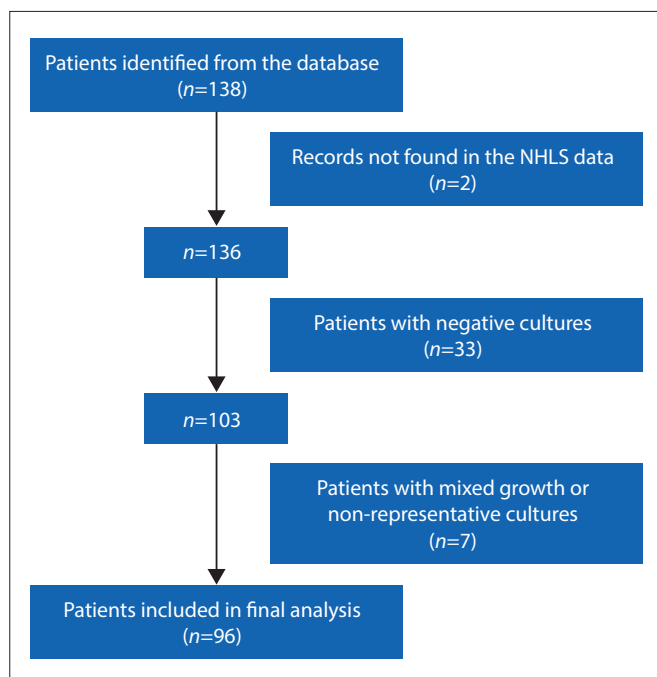 Patients identified from the database
(n=138)
Records not found in the NHLS data
(n=2)
n=136
Patients with negative cultures
(n=33)
n=103
Patients with mixed growth or
non-representative cultures
(n=7)
Patients included in final analysis
(n=96)